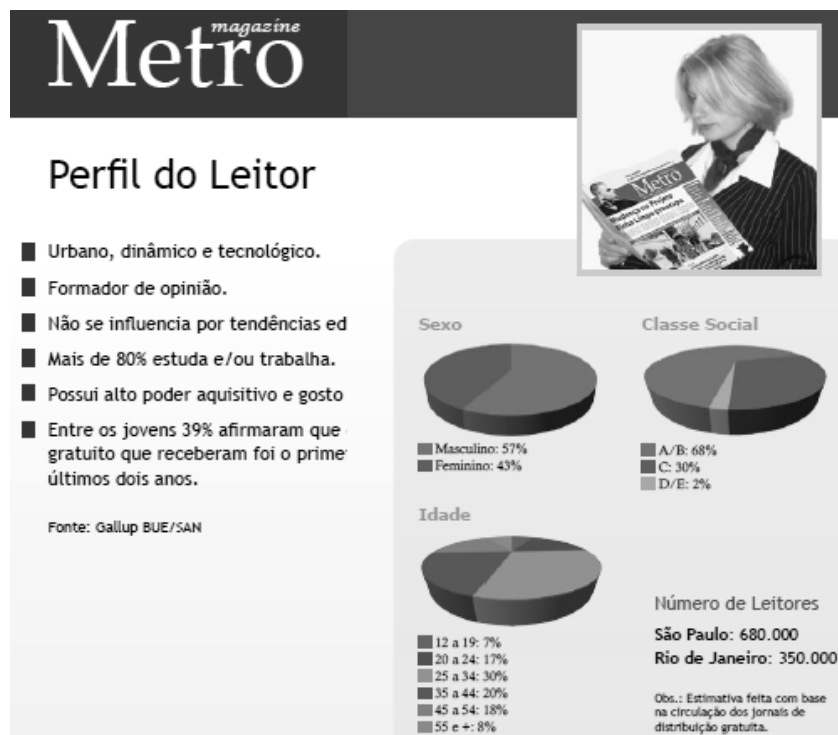 magazine
Metro
Metro
Mudança no Projeto
preocupa
Perfil do Leitor
Urbano, dinâmico e tecnológico.
Formador de opinião.
Não se influencia por tendências ed
Mais de 80% estuda e/ou trabalha.
Possui alto poder aquisitivo e gosto
Entre os jovens 39% afirmaram que
gratuito que receberam foi o prime
últimos dois anos.
Fonte: Gallup BUE/SAN
Sexo
Masculino: 57%
Feminino: 43%
Classe Social
A/B: 68%
C: 30%
D/E: 2%
Idade
12 a 19: 7%
20 a 24: 17%
25 a 34: 30%
35 a 44: 20%
45 a 54: 18%
55 e +: 8%
Número de Leitores
São Paulo: 680.000
Rio de Janeiro: 350.000
Obs.: Estimativa feita com base
na circulação dos jornais de
distribuição gratuita.